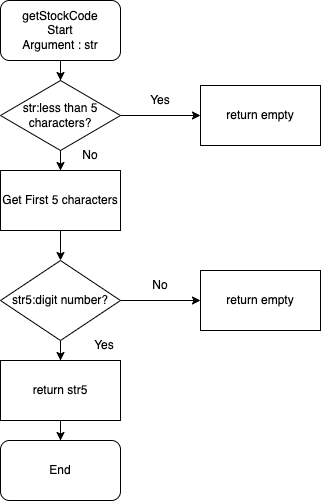 getStockCode
Start
Argument : str
str:less than 5
characters?
Yes
return empty
No
Get First 5 characters
str5:digit number?
No
return empty
Yes
return str5
End